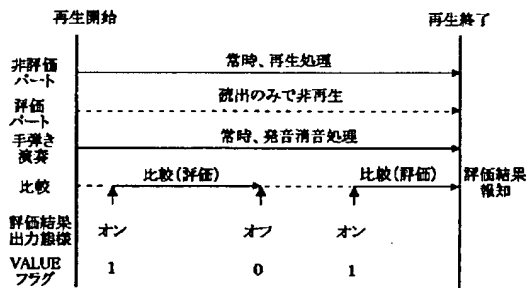 再生開始
再生終了
非評価
パート
常時、再生処理
評価
パート
読出のみで非再生
手弾き
演奏
常時、発音消音処理
比較
比較(評価)
比較(評価)
評価結果
報知
評価結果
出力態様
オン
オフ
オン
VALUE
フラグ
1
0
1